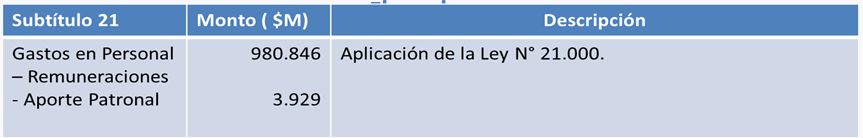 Subtítulo 21 Monto ( $M) Descripción
Gastos en Personal 980.846 Aplicación de la Ley N° 21.000.
– Remuneraciones
- Aporte Patronal 3.929